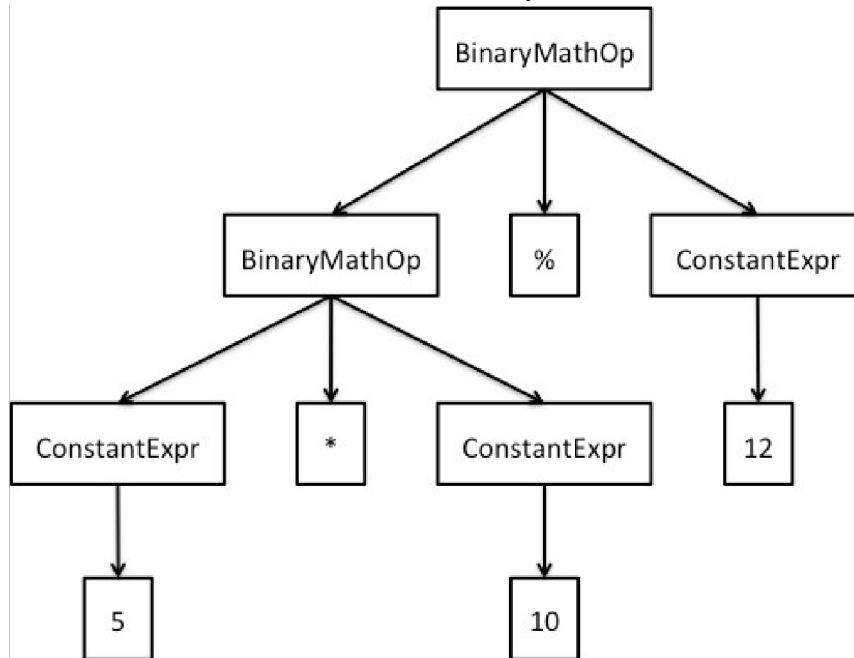 BinaryMathOp
BinaryMathOp
%
ConstantExpr
ConstantExpr
*
ConstantExpr
12
5
10